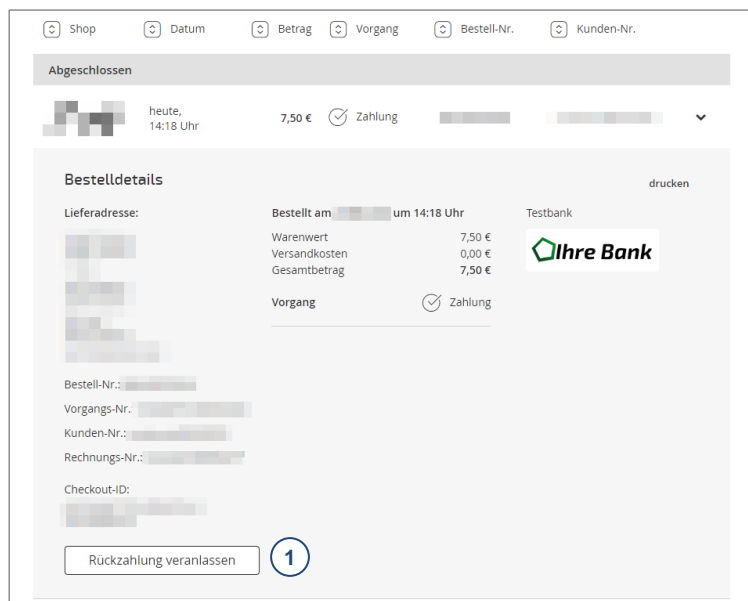 Shop Datum Betrag Vorgang Bestell-Nr. Kunden-Nr.
Abgeschlossen
heute,
14:18 Uhr
7,50 € Zahlung
Bestelldetails
drucken
Lieferadresse:
Bestellt am um 14:18 Uhr
Warenwert 7,50 €
Versandkosten 0,00 €
Gesamtbetrag 7,50 €
Vorgang Zahlung
Testbank
Ihre Bank
Bestell-Nr.:
Vorgangs-Nr.:
Kunden-Nr.:
Rechnungs-Nr.:
Checkout-ID:
Rückzahlung veranlassen
1